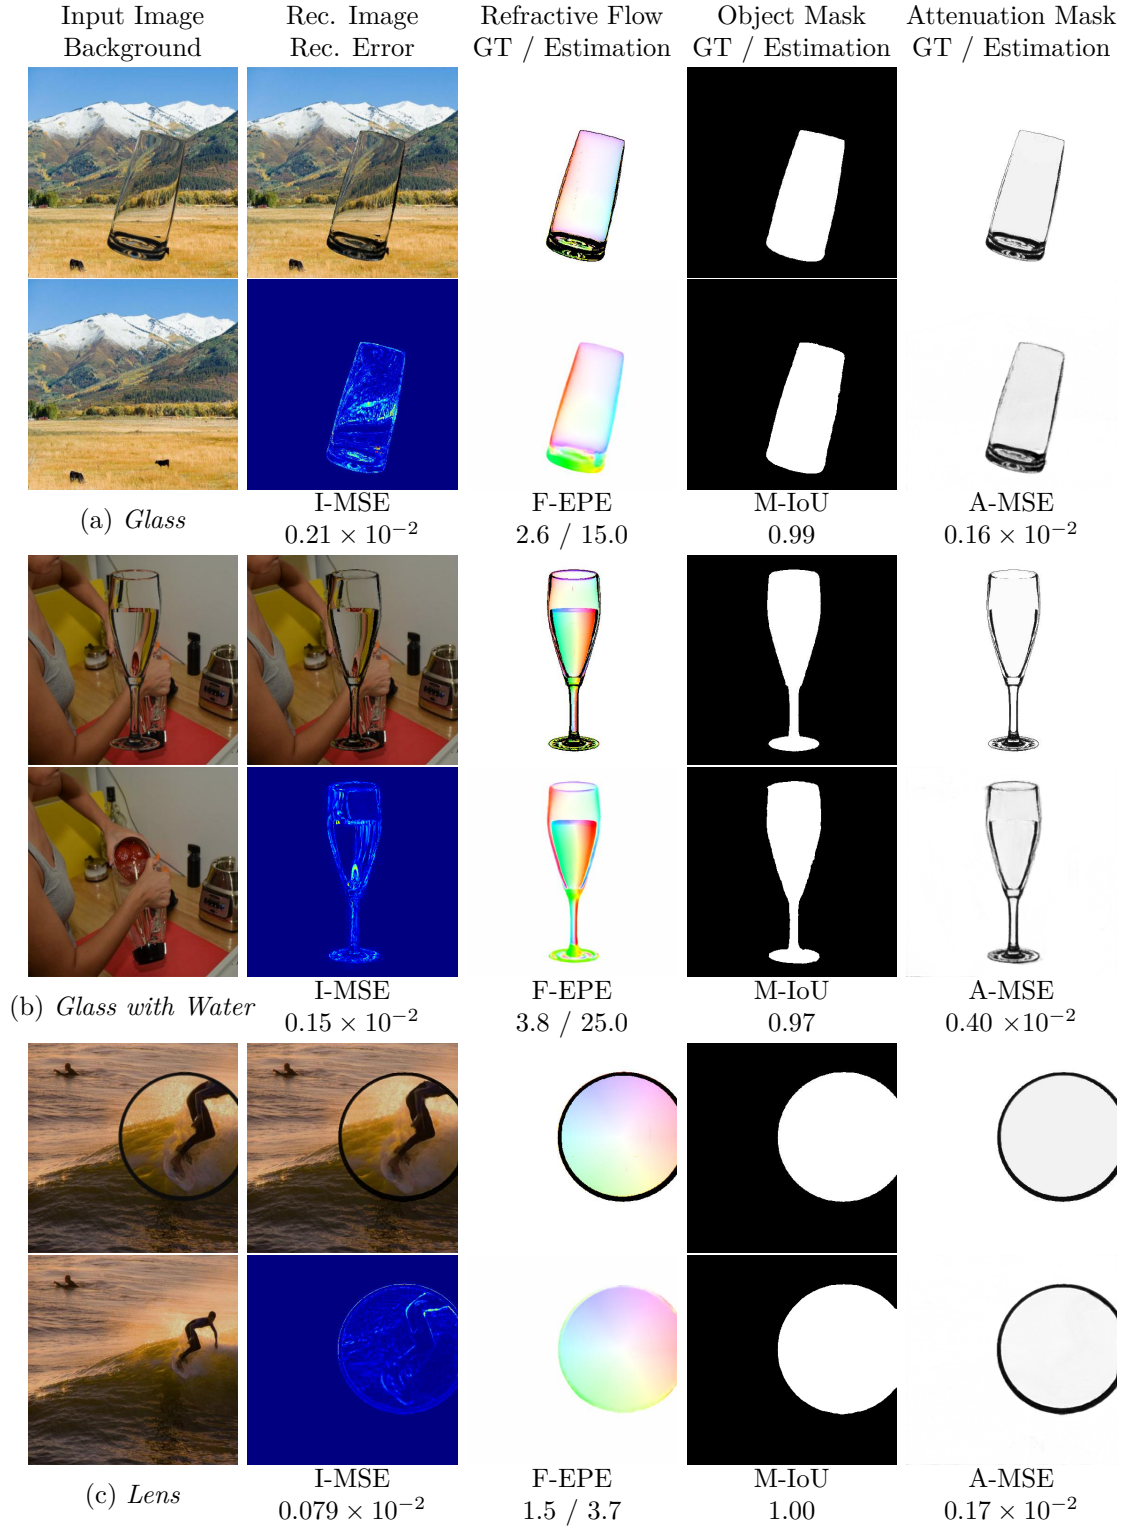 Input Image Rec. Image Refractive Flow Object Mask Attenuation Mask
Background Rec. Error GT / Estimation GT / Estimation GT / Estimation
I-MSE F-EPE M-IoU A-MSE
(a) Glass
0.21 × 10⁻² 2.6 / 15.0 0.99 0.16 × 10⁻²
I-MSE F-EPE M-IoU A-MSE
(b) Glass with Water
0.15 × 10⁻² 3.8 / 25.0 0.97 0.40 ×10⁻²
I-MSE F-EPE M-IoU A-MSE
(c) Lens
0.079 × 10⁻² 1.5 / 3.7 1.00 0.17 × 10⁻²